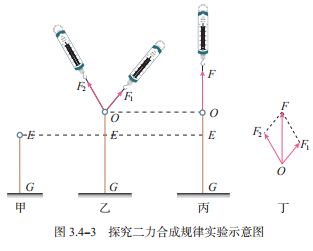 F₂ F₁ F
O O
E E E F₂ F F₁
O
G G G
甲 乙 丙 丁
图 3.4-3 探究二力合成规律实验示意图